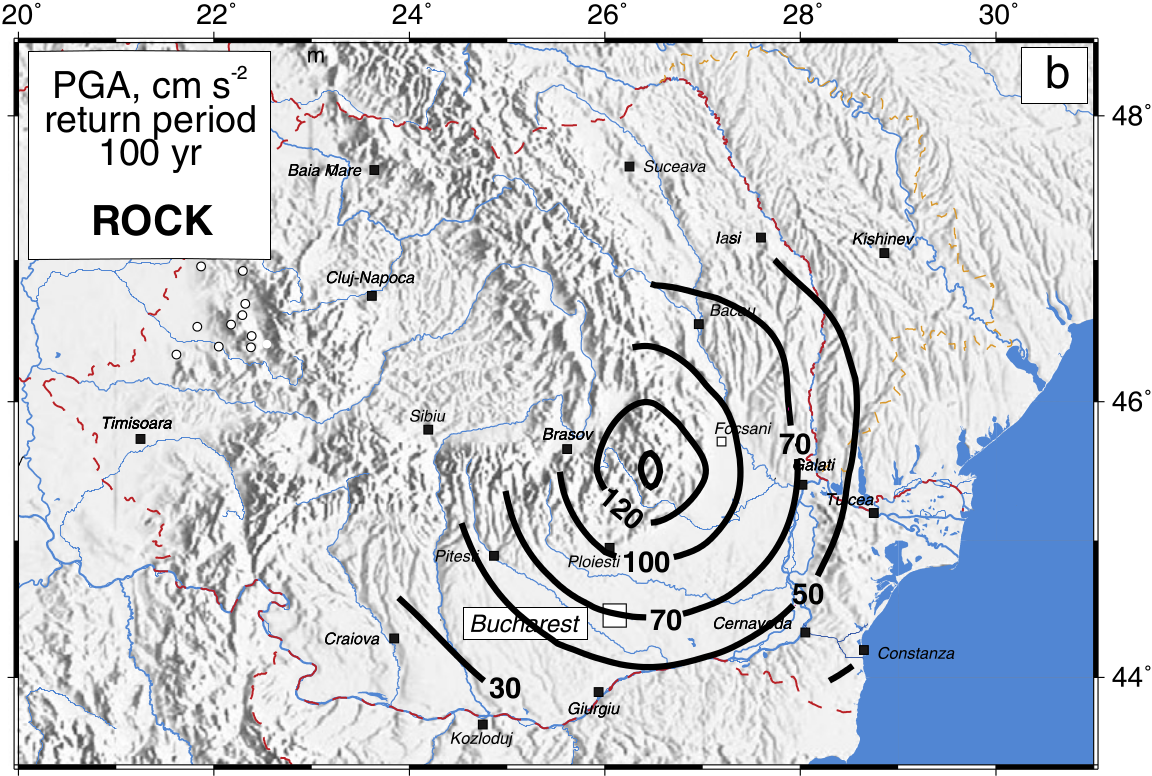 20° 22° 24° 26° 28° 30°
m
b
PGA, cm s-2
return period
100 yr
ROCK
48°
Baia Mare
Suceava
Iasi
Kishinev
Cluj-Napoca
Bacau
46°
Timisoara
Sibiu
Brasov
Focsani
70
Galati
Tulcea
120
Pitesti
Ploiesti
100
50
70
Bucharest
Cernavoda
Craiova
Constanza
44°
30
Giurgiu
Kozloduj